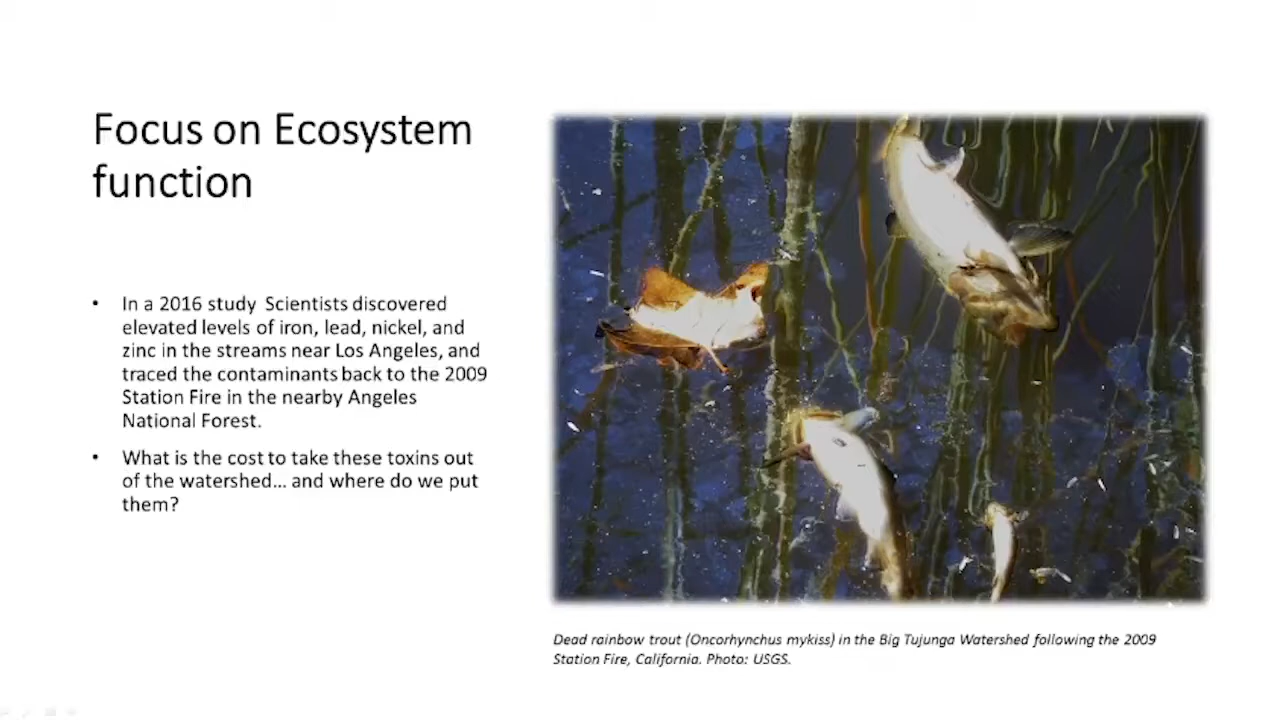 Focus on Ecosystem
function
• In a 2016 study Scientists discovered
elevated levels of iron, lead, nickel, and
zinc in the streams near Los Angeles, and
traced the contaminants back to the 2009
Station Fire in the nearby Angeles
National Forest.
• What is the cost to take these toxins out
of the watershed... and where do we put
them?
Dead rainbow trout (Oncorhynchus mykiss) in the Big Tujunga Watershed following the 2009
Station Fire, California. Photo: USGS.